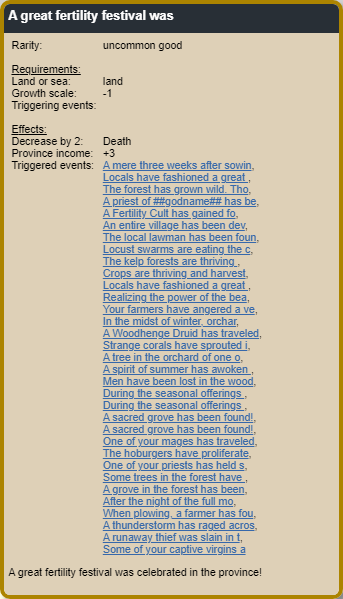 A great fertility festival was
Rarity: uncommon good
Requirements:
Land or sea: land
Growth scale: -1
Triggering events:
Effects:
Decrease by 2: Death
Province income: +3
Triggered events: A mere three weeks after sowin,
Locals have fashioned a great ,
The forest has grown wild. Tho,
A priest of ##godname## has be,
A Fertility Cult has gained fo,
An entire village has been dev,
The local lawman has been foun,
Locust swarms are eating the c,
The kelp forests are thriving ,
Crops are thriving and harvest,
Locals have fashioned a great ,
Realizing the power of the bea,
Your farmers have angered a ve,
In the midst of winter, orchar,
A Woodhenge Druid has traveled,
Strange corals have sprouted i,
A tree in the orchard of one o,
A spirit of summer has awoken ,
Men have been lost in the wood,
During the seasonal offerings ,
During the seasonal offerings ,
A sacred grove has been found!,
A sacred grove has been found!,
One of your mages has traveled,
The hoburgers have proliferate,
One of your priests has held s,
Some trees in the forest have ,
A grove in the forest has been,
After the night of the full mo,
When plowing, a farmer has fou,
A thunderstorm has raged acros,
A runaway thief was slain in t,
Some of your captive virgins a
A great fertility festival was celebrated in the province!